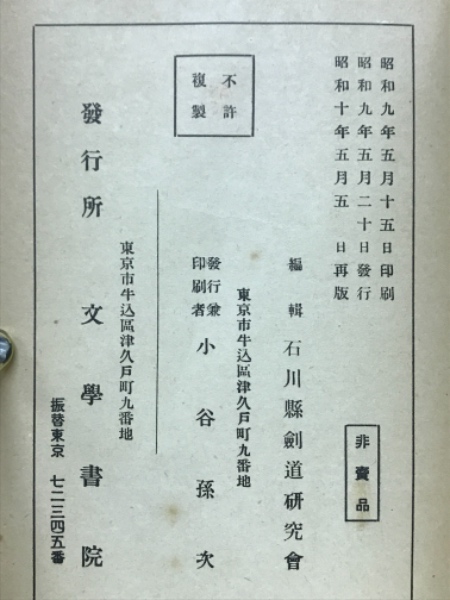 昭和九年五月十五日印刷
昭和九年五月二十日發行
昭和十年五月五日再版
非賣品
不許
複製
編輯 石川縣劍道研究會
東京市牛込區津久戸町九番地
發行兼
印刷者 小谷孫次
東京市牛込區津久戸町九番地
發行所 文學書院
振替東京 七二三四五番